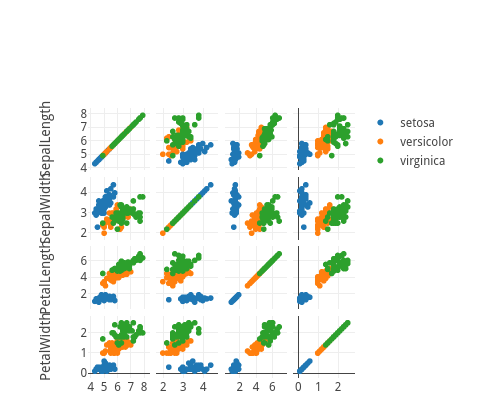 SepalLength
8
7
6
5
4
setosa
versicolor
virginica
SepalWidth
4
3
2
PetalLength
6
4
2
PetalWidth
2
1
0
4 5 6 7 8 2 3 4 2 4 6 0 1 2